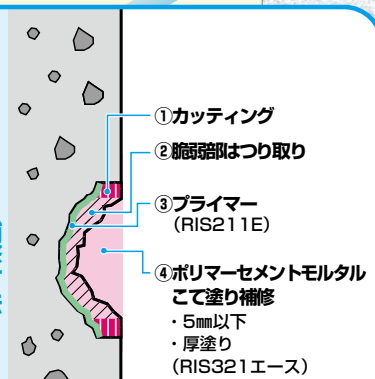 ①カッティング
②脆弱部はつり取り
③プライマー
(RIS211E)
④ポリマーセメントモルタル
こて塗り補修
・5㎜以下
・厚塗り
(RIS321エース)